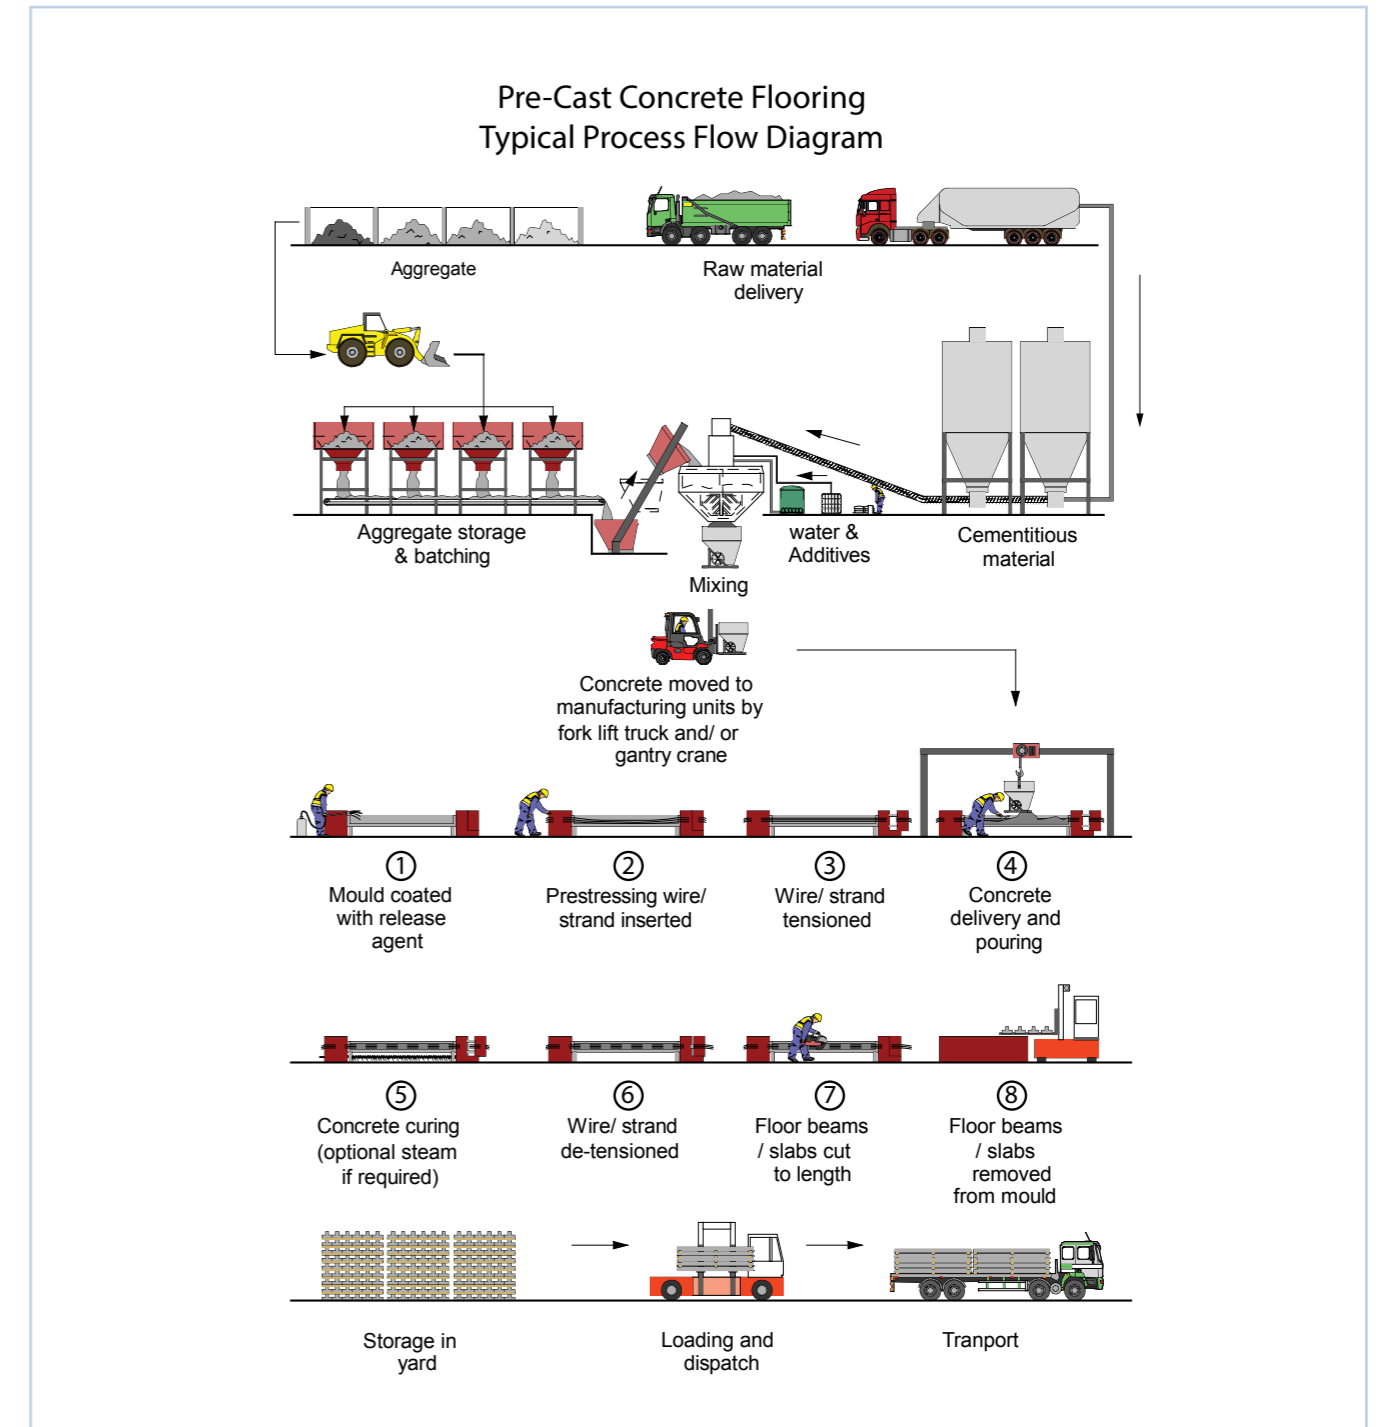 Pre-Cast Concrete Flooring
Typical Process Flow Diagram
Aggregate
Raw material
delivery
Aggregate storage
& batching
Mixing
water &
Additives
Cementitious
material
Concrete moved to
manufacturing units by
fork lift truck and/ or
gantry crane
1
Mould coated
with release
agent
2
Prestressing wire/
strand inserted
3
Wire/ strand
tensioned
4
Concrete
delivery and
pouring
5
Concrete curing
(optional steam
if required)
6
Wire/ strand
de-tensioned
7
Floor beams
/ slabs cut
to length
8
Floor beams
/ slabs
removed
from mould
Storage in
yard
Loading and
dispatch
Tranport